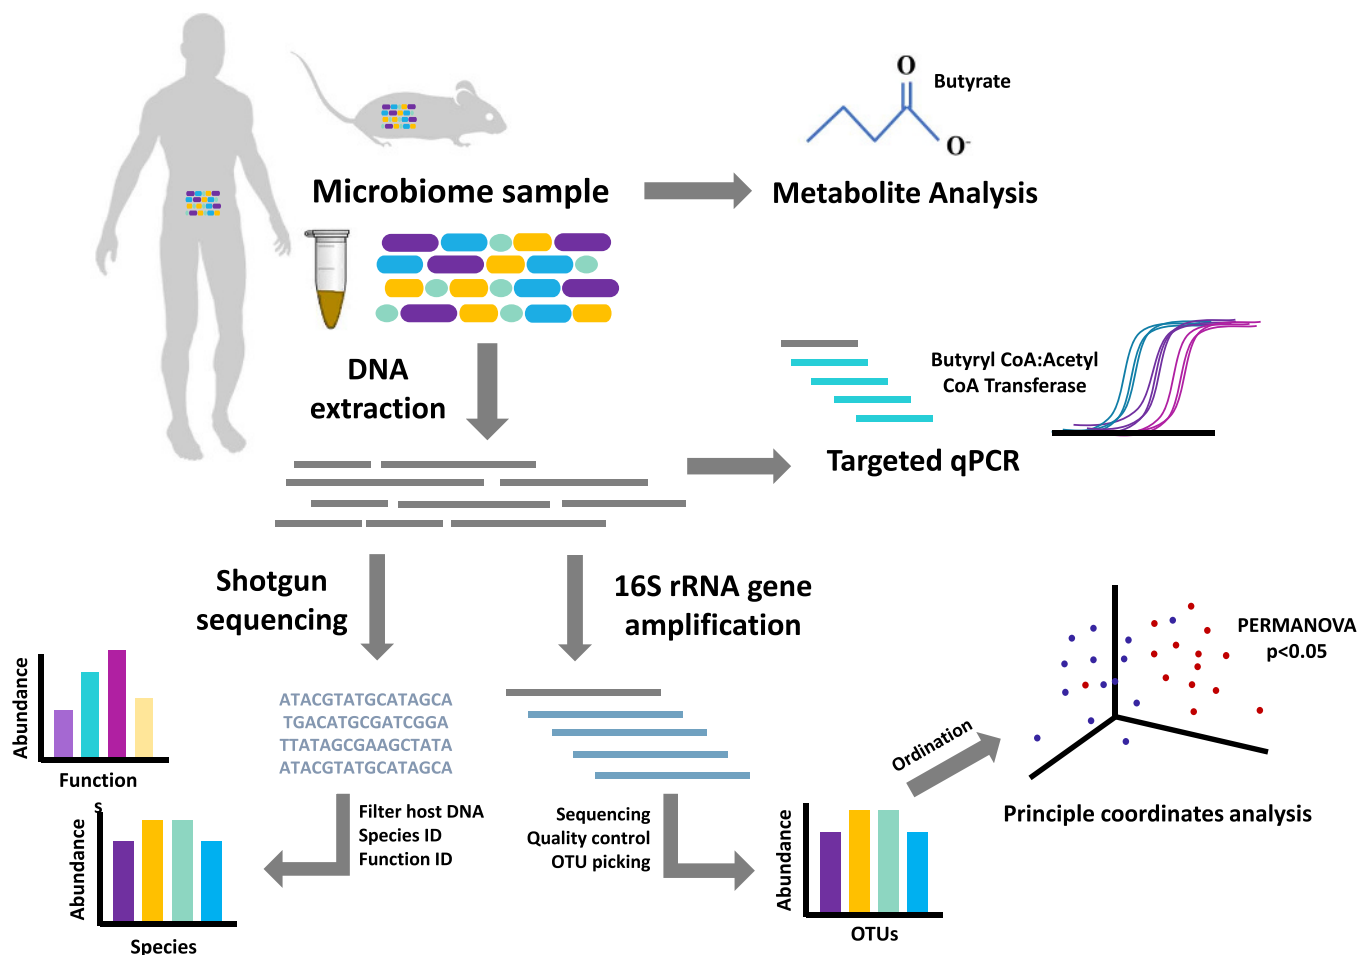 O
Butyrate
O-
Microbiome sample
Metabolite Analysis
DNA
extraction
Butyryl CoA:Acetyl
CoA Transferase
Targeted qPCR
Shotgun
sequencing
16S rRNA gene
amplification
PERMANOVA
p<0.05
Abundance
Function
s
ATACGTATGCATAGCA
TGACATGCGATCGGA
TTATAGCGAAGCTATA
ATACGTATGCATAGCA
Ordination
Filter host DNA
Species ID
Function ID
Sequencing
Quality control
OTU picking
Principle coordinates analysis
Abundance
Species
Abundance
OTUs